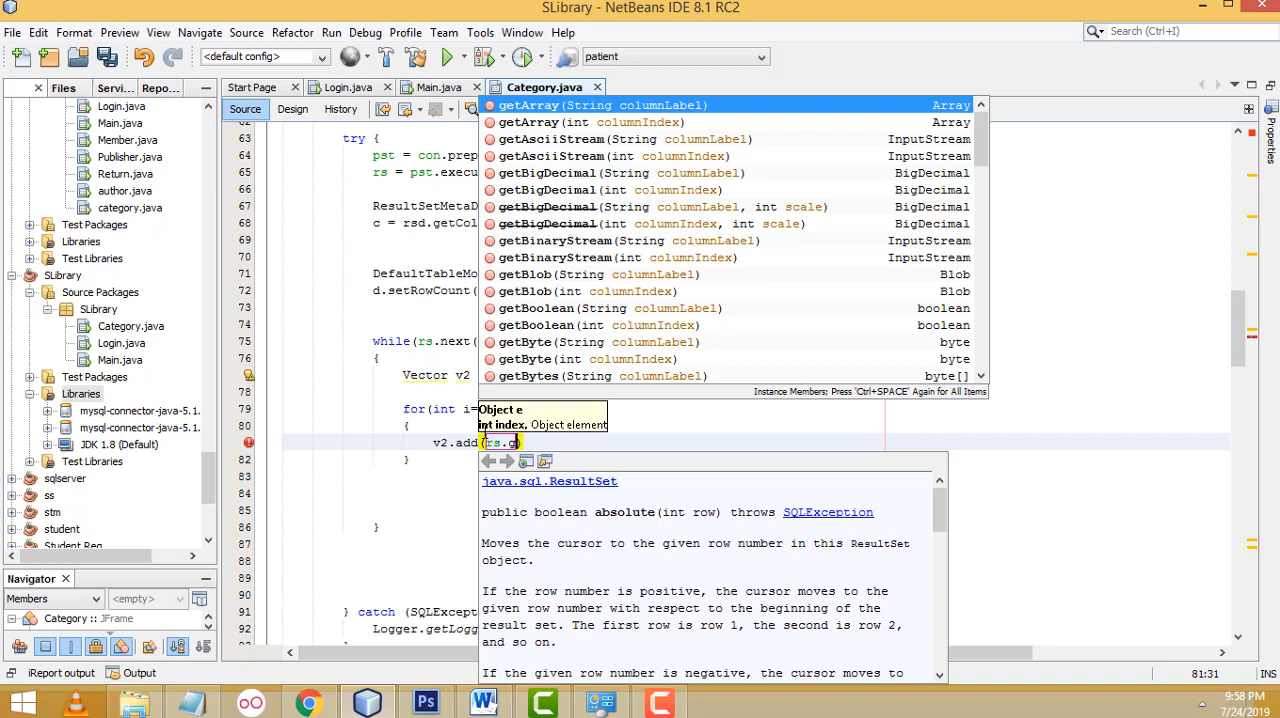 SLibrary - NetBeans IDE 8.1 RC2
File Edit Format Preview View Navigate Source Refactor Run Debug Profile Team Tools Window Help
Search (Ctrl+I)
<default config>
patient
Files Servi... Repo...
Start Page Login.java Main.java Category.java
Source Design History
Login.java
Main.java
Member.java
Publisher.java
Return.java
author.java
category.java
Test Packages
Libraries
Test Libraries
SLibrary
Source Packages
SLibrary
Category.java
Login.java
Main.java
Test Packages
Libraries
mysql-connector-java-5.1.
mysql-connector-java-5.1.
JDK 1.8 (Default)
Test Libraries
sqlserver
ss
stm
student
Student Reg
Navigator
Members
<empty>
Category :: JFrame
62
63 try {
64 pst = con.prep
65 rs = pst.execu
66
67 ResultSetMetaD
68 c = rsd.getCol
69
70
71 DefaultTableMo
72 d.setRowCount(
73
74
75 while(rs.next(
76 {
Vector v2
78
79 for(int i=
80 {
v2.add(rs.g)
82 }
83
84
85
86 }
87
88
89
90
91 } catch (SQLExcept
92 Logger.getLogg
getArray(String columnLabel) Array
getArray(int columnIndex) Array
getAsciiStream(String columnLabel) InputStream
getAsciiStream(int columnIndex) InputStream
getBigDecimal(String columnLabel) BigDecimal
getBigDecimal(int columnIndex) BigDecimal
getBigDecimal(String columnLabel, int scale) BigDecimal
getBigDecimal(int columnIndex, int scale) BigDecimal
getBinaryStream(String columnLabel) InputStream
getBinaryStream(int columnIndex) InputStream
getBlob(String columnLabel) Blob
getBlob(int columnIndex) Blob
getBoolean(String columnLabel) boolean
getBoolean(int columnIndex) boolean
getByte(String columnLabel) byte
getByte(int columnIndex) byte
getBytes(String columnLabel) byte[]
Instance Members; Press 'Ctrl+SPACE' Again for All Items
Object e
int index, Object element
java.sql.ResultSet
public boolean absolute(int row) throws SQLException
Moves the cursor to the given row number in this ResultSet
object.
If the row number is positive, the cursor moves to the
given row number with respect to the beginning of the
result set. The first row is row 1, the second is row 2,
and so on.
If the given row number is negative, the cursor moves to
Properties
iReport output
Output
81:31
Ps
9:58 PM
7/24/2019